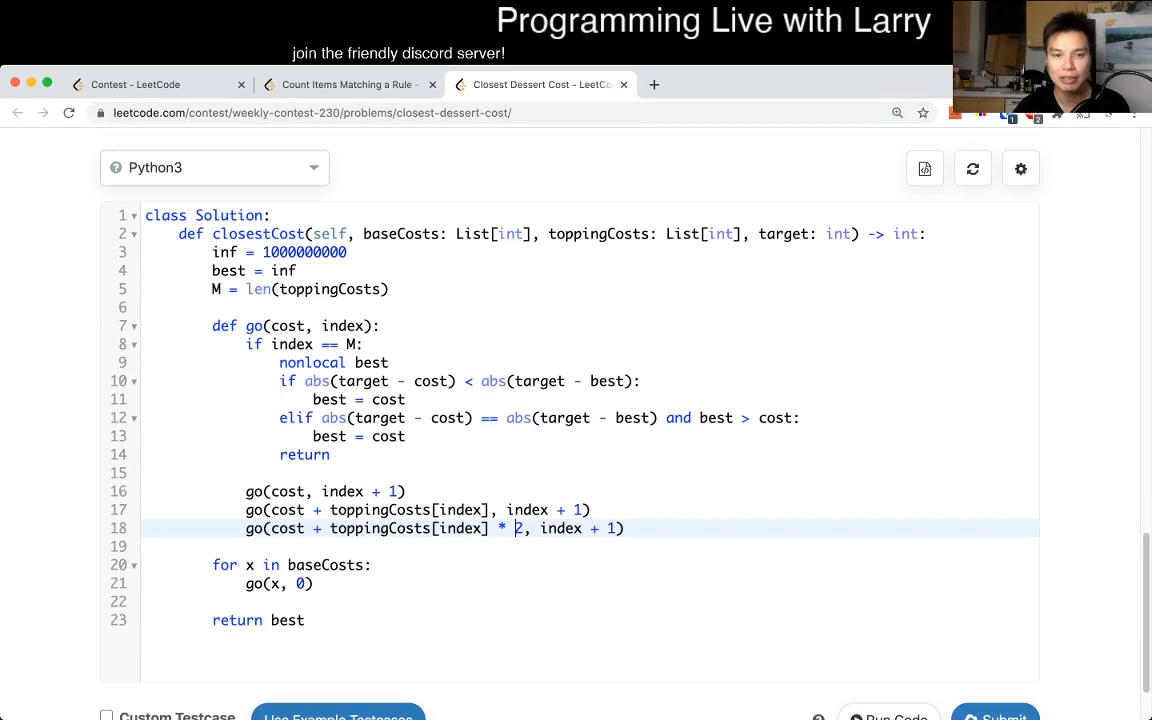 Programming Live with Larry
join the friendly discord server!
Contest - LeetCode
Count Items Matching a Rule -
Closest Dessert Cost - LeetCo
leetcode.com/contest/weekly-contest-230/problems/closest-dessert-cost/
1
2
Python3
1 class Solution:
2 def closestCost(self, baseCosts: List[int], toppingCosts: List[int], target: int) -> int:
3 inf = 1000000000
4 best = inf
5 M = len(toppingCosts)
6
7 def go(cost, index):
8 if index == M:
9 nonlocal best
10 if abs(target - cost) < abs(target - best):
11 best = cost
12 elif abs(target - cost) == abs(target - best) and best > cost:
13 best = cost
14 return
15
16 go(cost, index + 1)
17 go(cost + toppingCosts[index], index + 1)
18 go(cost + toppingCosts[index] * 2, index + 1)
19
20 for x in baseCosts:
21 go(x, 0)
22
23 return best
Custom Testcase
Use Example Testcases
Run Code
Submit